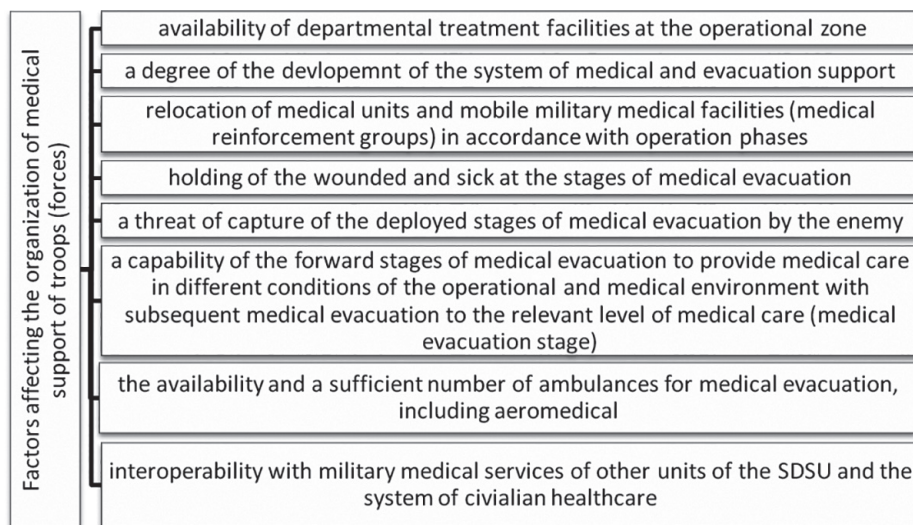 Factors affecting the organization of medical
support of troops (forces)
availability of departmental treatment facilities at the operational zone
a degree of the devlopemnt of the system of medical and evacuation support
relocation of medical units and mobile military medical facilities (medical
reinforcement groups) in accordance with operation phases
holding of the wounded and sick at the stages of medical evacuation
a threat of capture of the deployed stages of medical evacuation by the enemy
a capability of the forward stages of medical evacuation to provide medical care
in different conditions of the operational and medical environment with
subsequent medical evacuation to the relevant level of medical care (medical
evacuation stage)
the availability and a sufficient number of ambulances for medical evacuation,
including aeromedical
interoperability with military medical services of other units of the SDSU and the
system of civialian healthcare